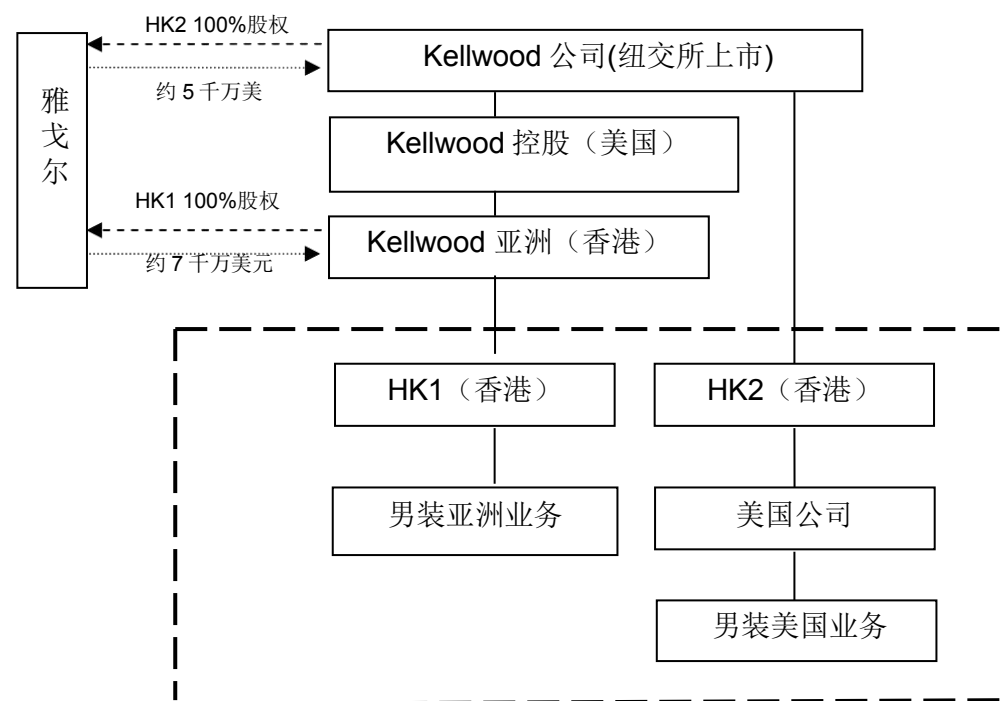 HK2 100%股权
Kellwood 公司(纽交所上市)
约 5 千万美
雅戈尔
Kellwood 控股（美国）
HK1 100%股权
Kellwood 亚洲（香港）
约 7 千万美元
HK1（香港）
HK2（香港）
男装亚洲业务
美国公司
男装美国业务